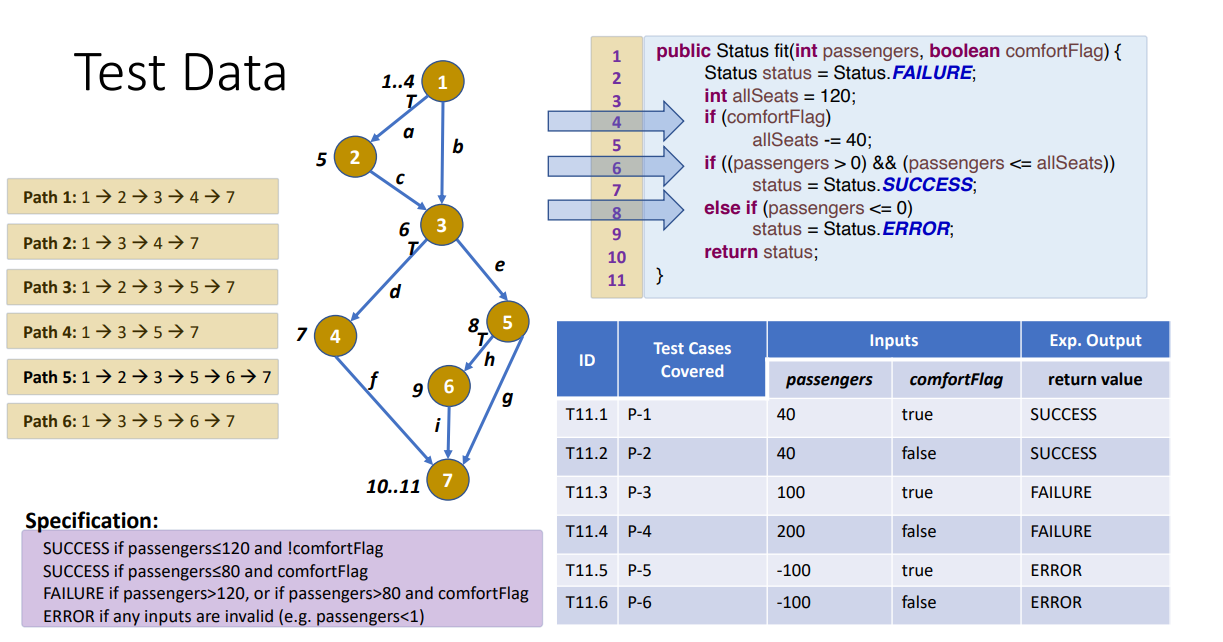 Test Data
Path 1: 1 → 2 → 3 → 4 → 7
Path 2: 1 → 3 → 4 → 7
Path 3: 1 → 2 → 3 → 5 → 7
Path 4: 1 → 3 → 5 → 7
Path 5: 1 → 2 → 3 → 5 → 6 → 7
Path 6: 1 → 3 → 5 → 6 → 7
1..4 1
T
a
b
5 2
c
6 3
T
d
e
7 4
8 5
T
h
f
9 6
g
i
10..11 7
1 public Status fit(int passengers, boolean comfortFlag) {
2 Status status = Status.FAILURE;
3 int allSeats = 120;
4 if (comfortFlag)
5 allSeats -= 40;
6 if ((passengers > 0) && (passengers <= allSeats))
7 status = Status.SUCCESS;
8 else if (passengers <= 0)
9 status = Status.ERROR;
10 return status;
11 }
ID Test Cases Covered Inputs Exp. Output
passengers comfortFlag return value
T11.1 P-1 40 true SUCCESS
T11.2 P-2 40 false SUCCESS
T11.3 P-3 100 true FAILURE
T11.4 P-4 200 false FAILURE
T11.5 P-5 -100 true ERROR
T11.6 P-6 -100 false ERROR
Specification:
SUCCESS if passengers≤120 and !comfortFlag
SUCCESS if passengers≤80 and comfortFlag
FAILURE if passengers>120, or if passengers>80 and comfortFlag
ERROR if any inputs are invalid (e.g. passengers<1)